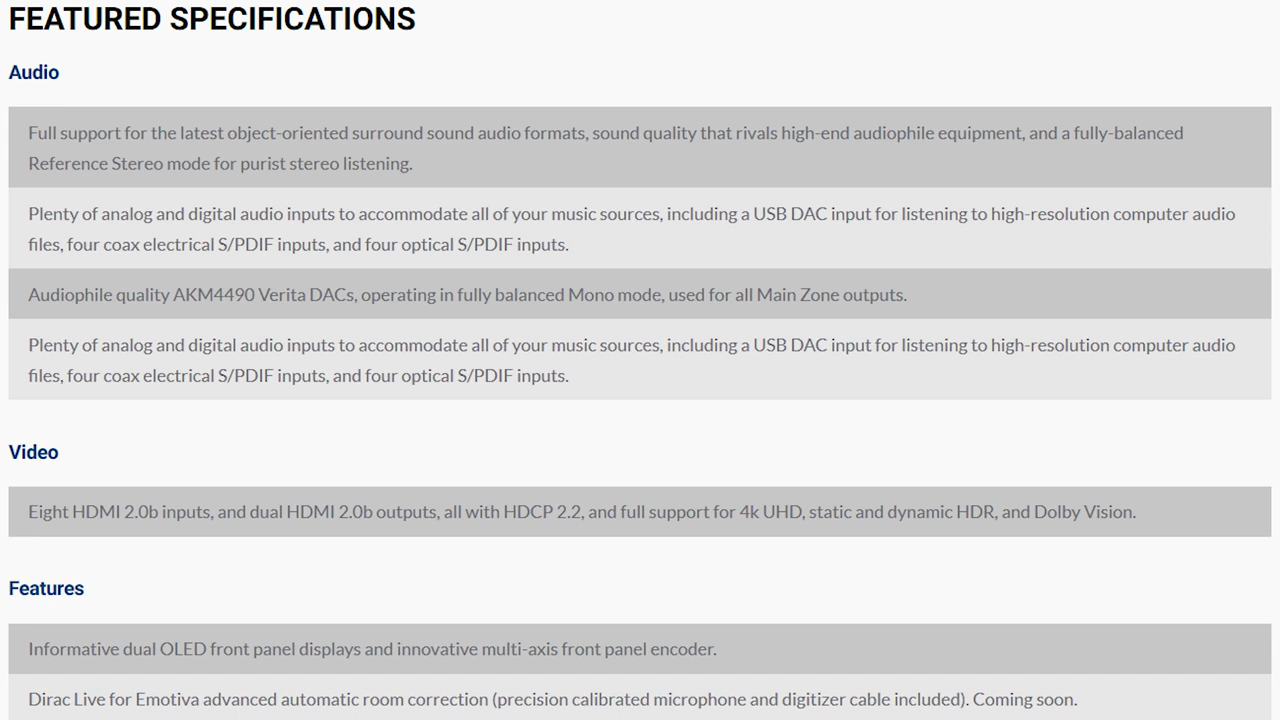 FEATURED SPECIFICATIONS
Audio
Full support for the latest object-oriented surround sound audio formats, sound quality that rivals high-end audiophile equipment, and a fully-balanced
Reference Stereo mode for purist stereo listening.
Plenty of analog and digital audio inputs to accommodate all of your music sources, including a USB DAC input for listening to high-resolution computer audio
files, four coax electrical S/PDIF inputs, and four optical S/PDIF inputs.
Audiophile quality AKM4490 Verita DACs, operating in fully balanced Mono mode, used for all Main Zone outputs.
Plenty of analog and digital audio inputs to accommodate all of your music sources, including a USB DAC input for listening to high-resolution computer audio
files, four coax electrical S/PDIF inputs, and four optical S/PDIF inputs.
Video
Eight HDMI 2.0b inputs, and dual HDMI 2.0b outputs, all with HDCP 2.2, and full support for 4k UHD, static and dynamic HDR, and Dolby Vision.
Features
Informative dual OLED front panel displays and innovative multi-axis front panel encoder.
Dirac Live for Emotiva advanced automatic room correction (precision calibrated microphone and digitizer cable included). Coming soon.